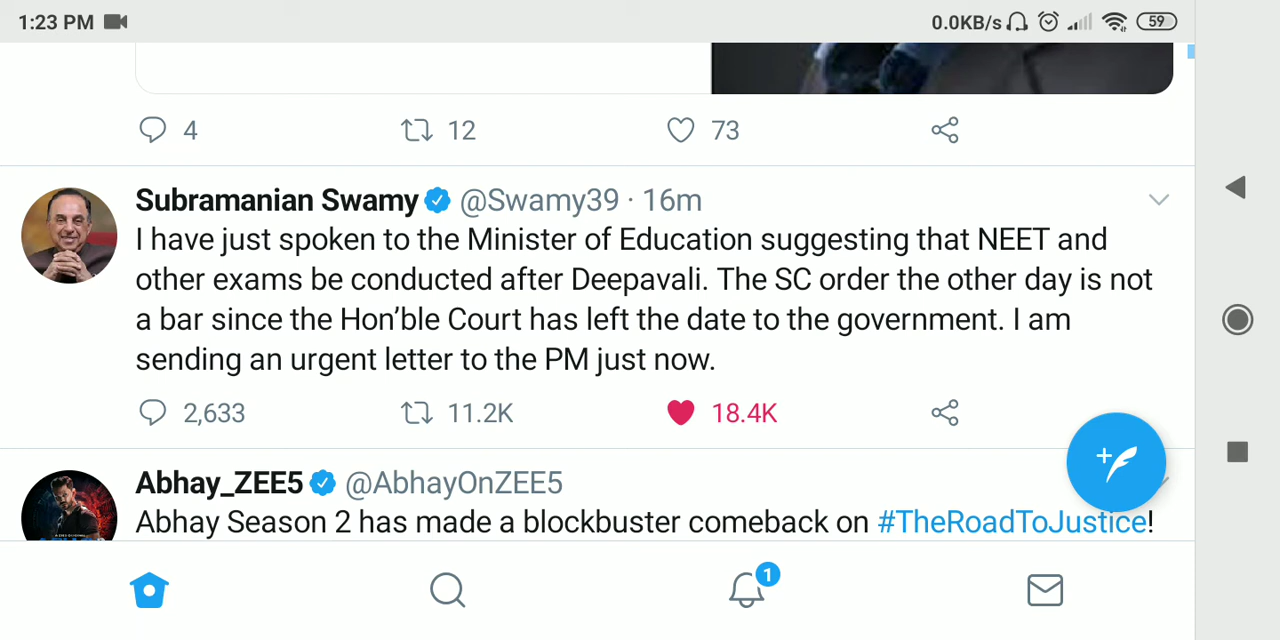 1:23 PM
0.0KB/s
59
4
12
73
Subramanian Swamy @Swamy39 · 16m
I have just spoken to the Minister of Education suggesting that NEET and
other exams be conducted after Deepavali. The SC order the other day is not
a bar since the Hon’ble Court has left the date to the government. I am
sending an urgent letter to the PM just now.
2,633
11.2K
18.4K
Abhay_ZEE5 @AbhayOnZEE5
Abhay Season 2 has made a blockbuster comeback on #TheRoadToJustice!
1